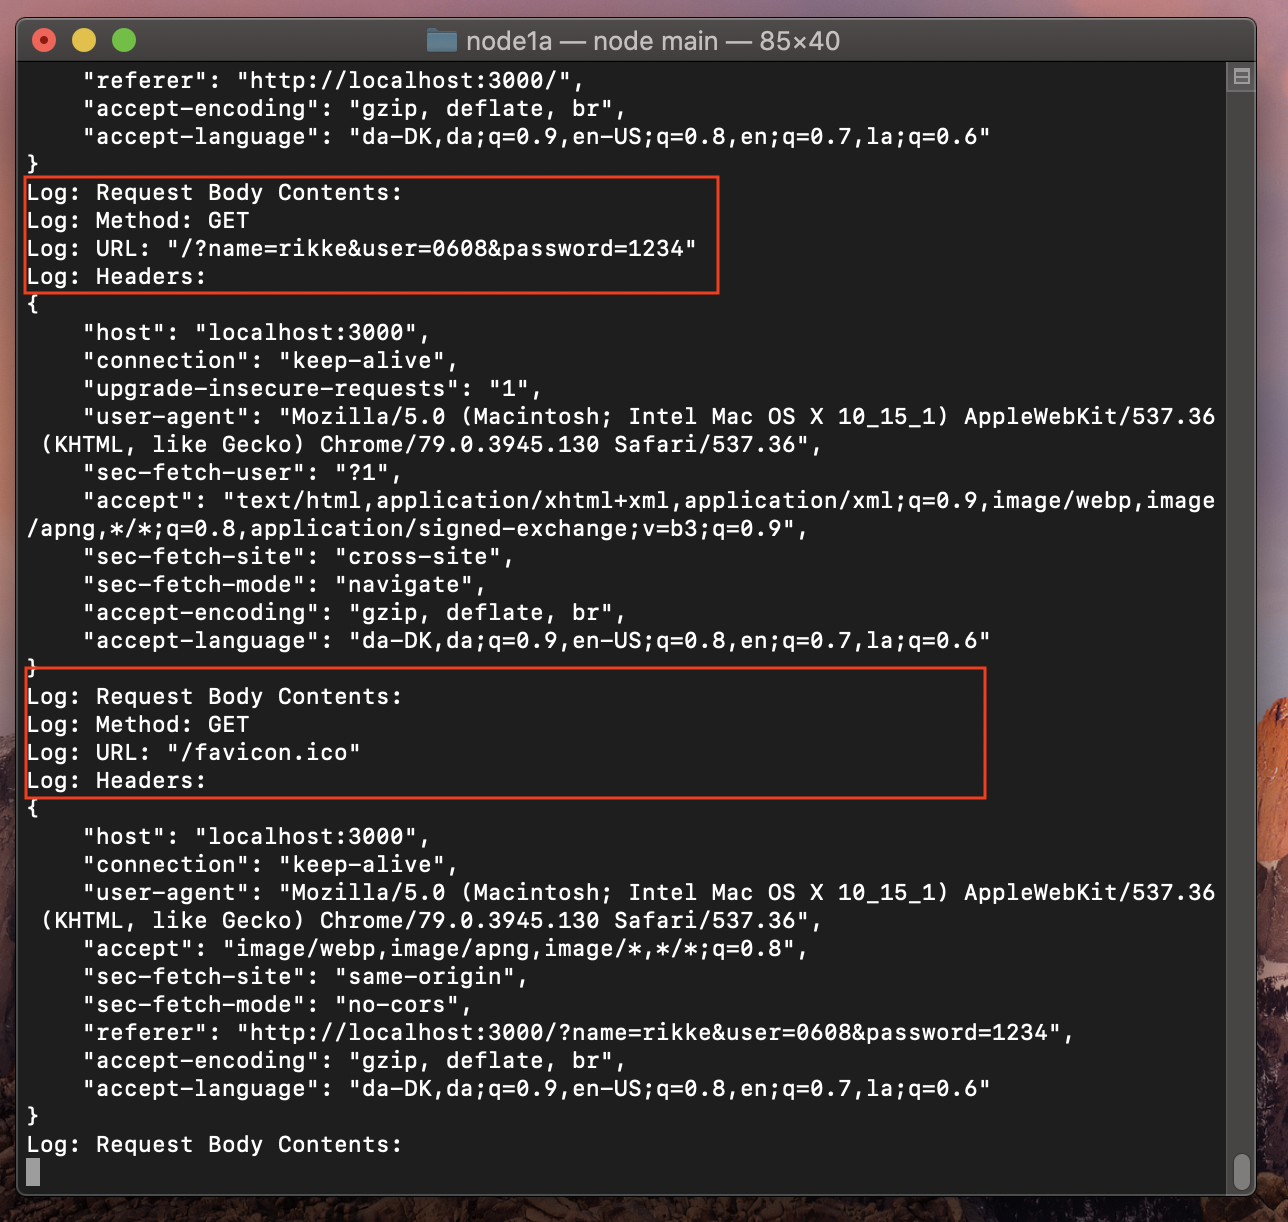 node1a — node main — 85×40
"referer": "http://localhost:3000/",
"accept-encoding": "gzip, deflate, br",
"accept-language": "da-DK,da;q=0.9,en-US;q=0.8,en;q=0.7,la;q=0.6"
}
Log: Request Body Contents:
Log: Method: GET
Log: URL: "/?name=rikke&user=0608&password=1234"
Log: Headers:
{
"host": "localhost:3000",
"connection": "keep-alive",
"upgrade-insecure-requests": "1",
"user-agent": "Mozilla/5.0 (Macintosh; Intel Mac OS X 10_15_1) AppleWebKit/537.36
(KHTML, like Gecko) Chrome/79.0.3945.130 Safari/537.36",
"sec-fetch-user": "?1",
"accept": "text/html,application/xhtml+xml,application/xml;q=0.9,image/webp,image
/apng,*/*;q=0.8,application/signed-exchange;v=b3;q=0.9",
"sec-fetch-site": "cross-site",
"sec-fetch-mode": "navigate",
"accept-encoding": "gzip, deflate, br",
"accept-language": "da-DK,da;q=0.9,en-US;q=0.8,en;q=0.7,la;q=0.6"
}
Log: Request Body Contents:
Log: Method: GET
Log: URL: "/favicon.ico"
Log: Headers:
{
"host": "localhost:3000",
"connection": "keep-alive",
"user-agent": "Mozilla/5.0 (Macintosh; Intel Mac OS X 10_15_1) AppleWebKit/537.36
(KHTML, like Gecko) Chrome/79.0.3945.130 Safari/537.36",
"accept": "image/webp,image/apng,image/*,*/*;q=0.8",
"sec-fetch-site": "same-origin",
"sec-fetch-mode": "no-cors",
"referer": "http://localhost:3000/?name=rikke&user=0608&password=1234",
"accept-encoding": "gzip, deflate, br",
"accept-language": "da-DK,da;q=0.9,en-US;q=0.8,en;q=0.7,la;q=0.6"
}
Log: Request Body Contents: